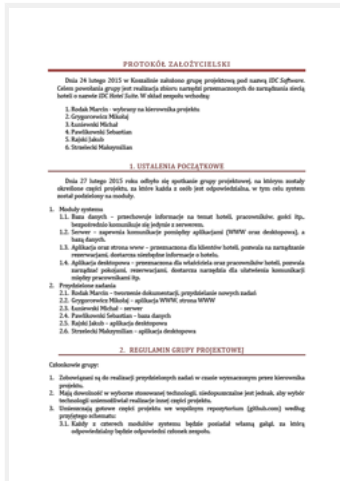 PROTOKÓŁ ZAŁOŻYCIELSKI
Dnia 24 lutego 2015 w Koszalinie założono grupę projektową pod nazwą IDC Software.
Celem powołania grupy jest realizacja zbioru narzędzi przeznaczonych do zarządzania siecią
hoteli o nazwie IDC Hotel Suite. W skład zespołu wchodzą:
1. Rodak Marcin - wybrany na kierownika projektu
2. Grygorcewicz Mikołaj
3. Łuniewski Michał
4. Pawlikowski Sebastian
5. Rajski Jakub
6. Strzelecki Maksymilian
1. USTALENIA POCZĄTKOWE
Dnia 27 lutego 2015 roku odbyło się spotkanie grupy projektowej, na którym zostały
określone części projektu, za które każda z osób jest odpowiedzialna, w tym celu system
został podzielony na moduły.
1. Moduły systemu
1.1. Baza danych – przechowuje informacje na temat hoteli, pracowników, gości itp.,
bezpośrednio komunikuje się jedynie z serwerem.
1.2. Serwer – zapewnia komunikację pomiędzy aplikacjami (WWW oraz desktopową), a
bazą danych.
1.3. Aplikacja oraz strona www – przeznaczona dla klientów hoteli, pozwala na zarządzanie
rezerwacjami, dostarcza niezbędne informacje o hotelu.
1.4. Aplikacja desktopowa – przeznaczona dla właściciela oraz pracowników hoteli, pozwala
zarządzać pokojami, rezerwacjami, dostarcza narzędzia dla ułatwienia komunikacji
między pracownikami itp.
2. Przydzielone zadania
2.1. Rodak Marcin – tworzenie dokumentacji, przydzielanie nowych zadań
2.2. Grygorcewicz Mikołaj – aplikacja WWW, strona WWW
2.3. Łuniewski Michał – serwer
2.4. Pawlikowski Sebastian – baza danych
2.5. Rajski Jakub – aplikacja desktopowa
2.6. Strzelecki Maksymilian – aplikacja desktopowa
2. REGULAMIN GRUPY PROJEKTOWEJ
Członkowie grupy:
1. Zobowiązani są do realizacji przydzielonych zadań w czasie wyznaczonym przez kierownika
projektu.
2. Mają dowolność w wyborze stosowanej technologii, niedopuszczalne jest jednak, aby wybór
technologii uniemożliwiał realizację innej części projektu.
3. Umieszczają gotowe części projektu we wspólnym repozytorium (github.com) według
przyjętego schematu:
3.1. Każdy z czterech modułów systemu będzie posiadał własną gałąź, za którą
odpowiedzialny będzie odpowiedni członek zespołu.